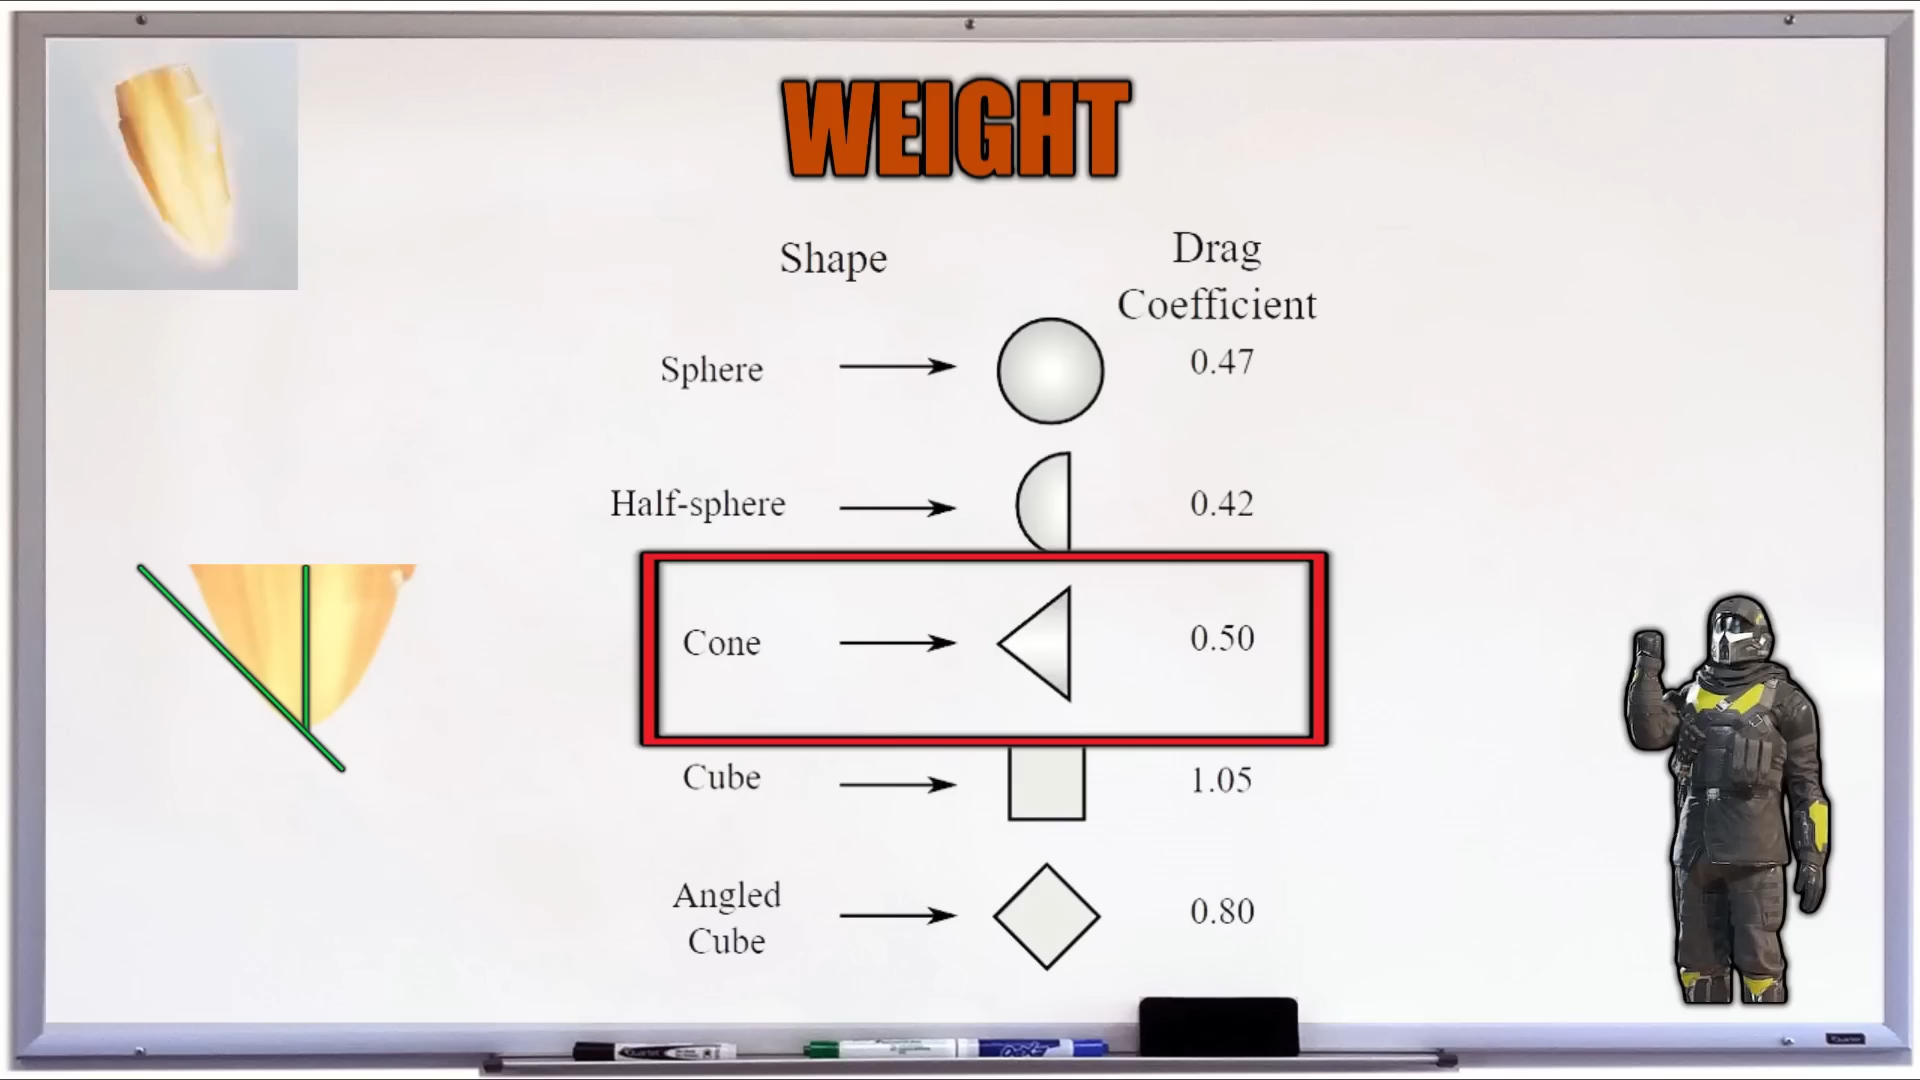 WEIGHT
Shape
Drag
Coefficient
Sphere
0.47
Half-sphere
0.42
Cone
0.50
Cube
1.05
Angled
Cube
0.80
Quartet